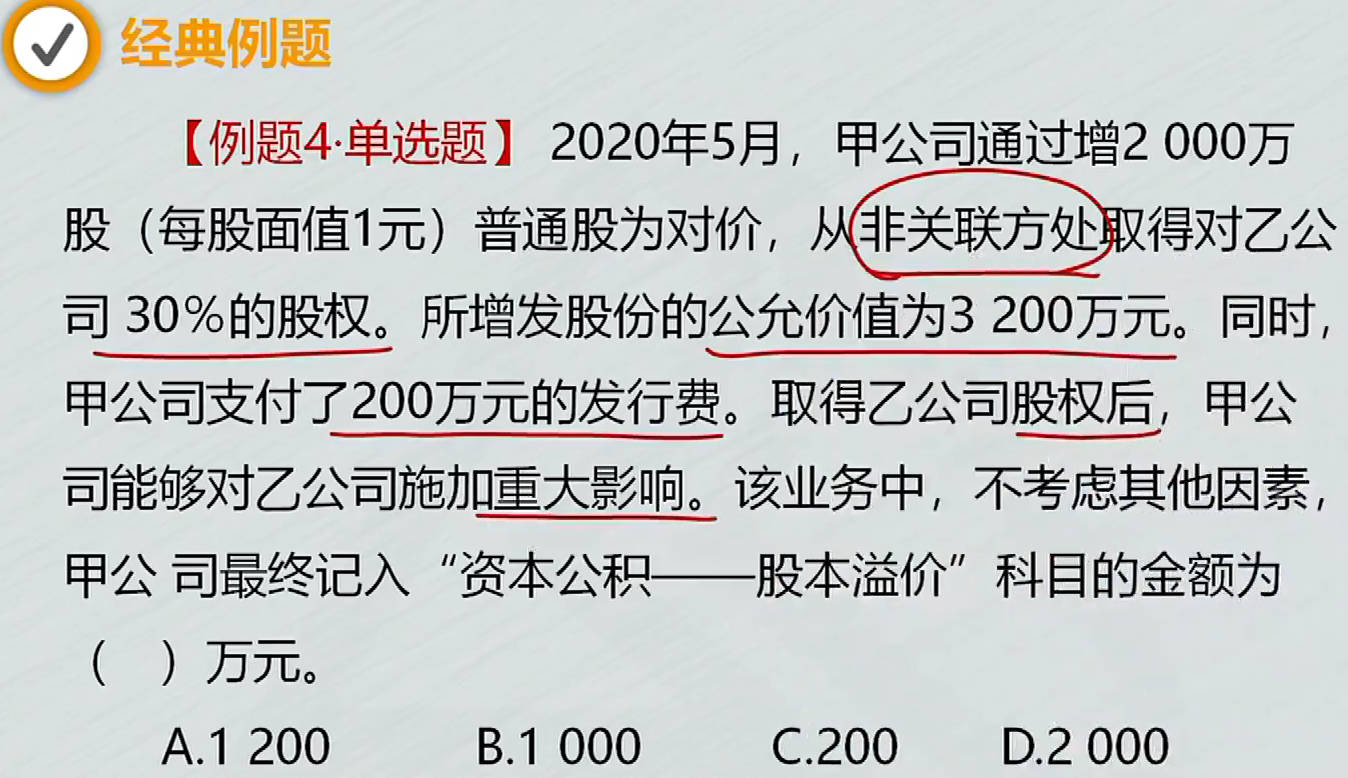 经典例题
【例题4·单选题】 2020年5月，甲公司通过增2 000万
股（每股面值1元）普通股为对价，从非关联方处取得对乙公
司 30%的股权。所增发股份的公允价值为3 200万元。同时，
甲公司支付了200万元的发行费。取得乙公司股权后，甲公
司能够对乙公司施加重大影响。该业务中，不考虑其他因素，
甲公 司最终记入“资本公积——股本溢价”科目的金额为
（ ）万元。
A.1 200 B.1 000 C.200 D.2 000